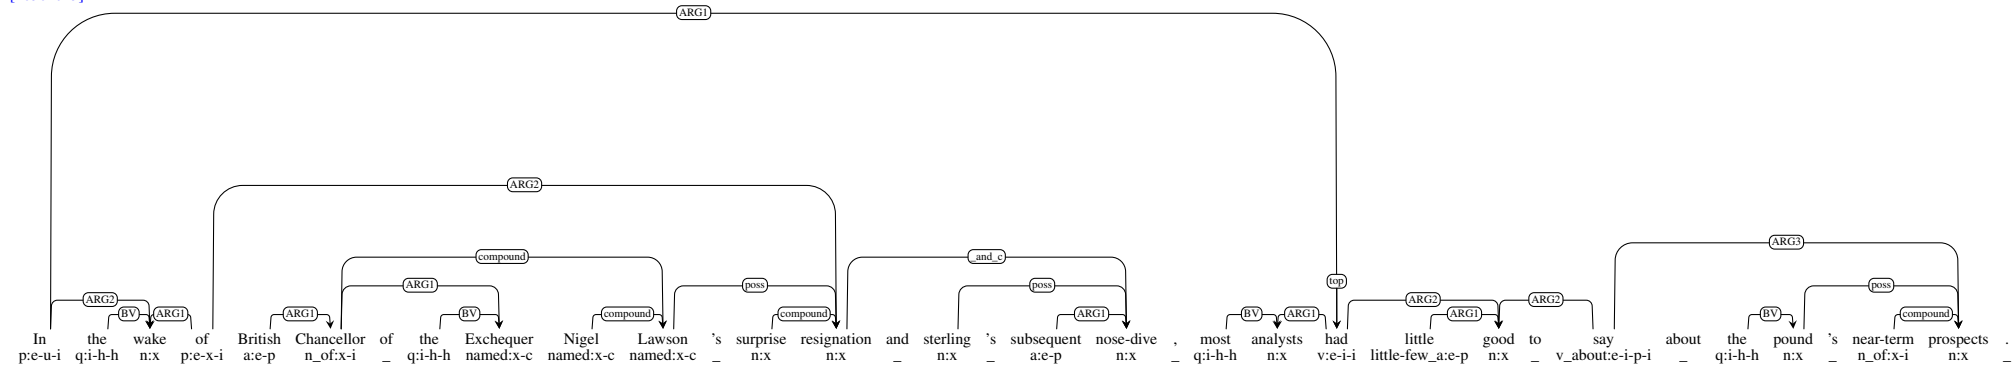 ARG1
ARG2
ARG3
compound _and_c
ARG1 poss poss top poss
ARG2 ARG2 ARG2
BV ARG1 ARG1 BV compound compound ARG1 BV ARG1 ARG1 BV compound
In the wake of British Chancellor of the Exchequer Nigel Lawson 's surprise resignation and sterling 's subsequent nose-dive , most analysts had little good to say about the pound 's near-term prospects .
p:e-u-i q:i-h-h n:x p:e-x-i a:e-p n_of:x-i _ q:i-h-h named:x-c named:x-c named:x-c _ n:x n:x _ n:x _ a:e-p n:x _ q:i-h-h n:x v:e-i-i little-few_a:e-p n:x _ v_about:e-i-p-i _ q:i-h-h n:x _ n_of:x-i n:x _